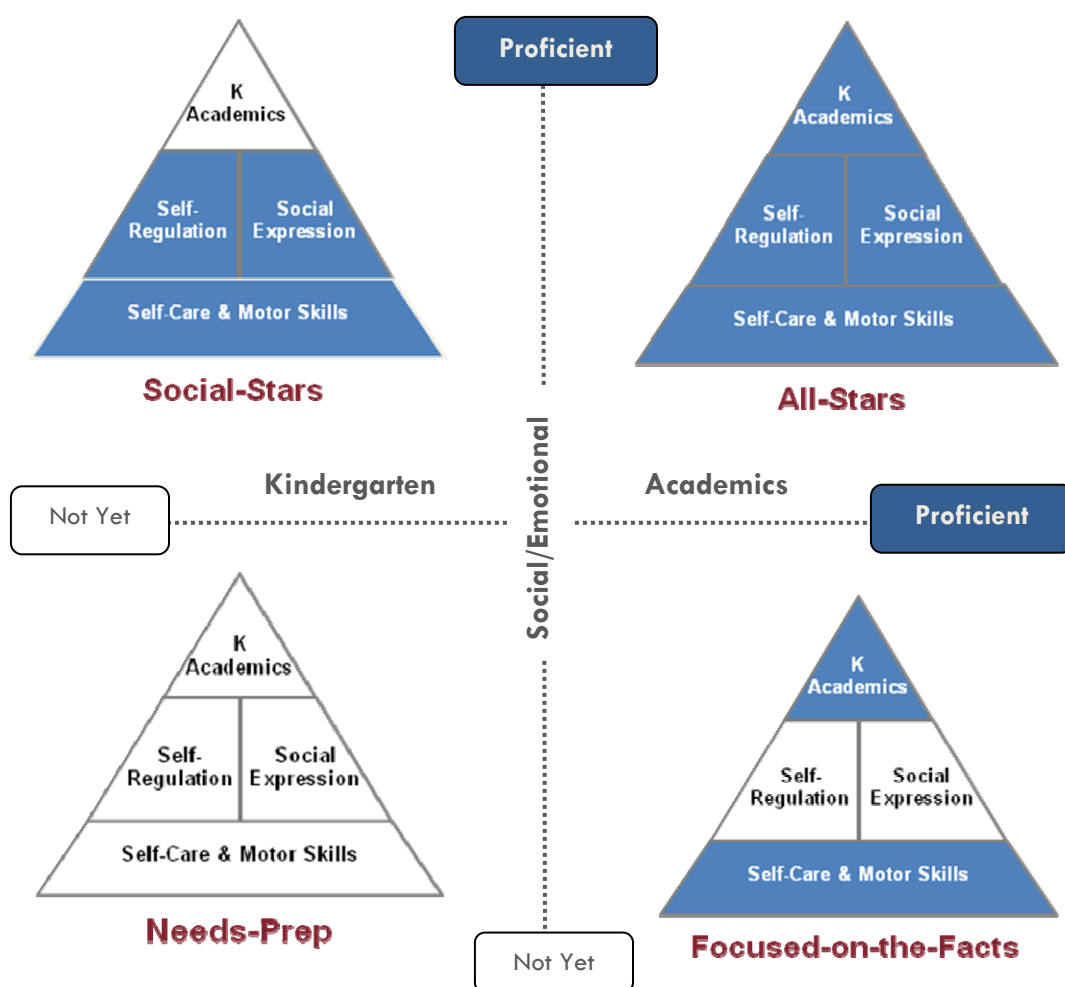 Proficient
K
Academics
Self-
Regulation
Social
Expression
Self-Care & Motor Skills
Social-Stars
K
Academics
Self-
Regulation
Social
Expression
Self-Care & Motor Skills
All-Stars
Kindergarten
Academics
Social/Emotional
Not Yet
Proficient
K
Academics
Self-
Regulation
Social
Expression
Self-Care & Motor Skills
Needs-Prep
K
Academics
Self-
Regulation
Social
Expression
Self-Care & Motor Skills
Focused-on-the-Facts
Not Yet